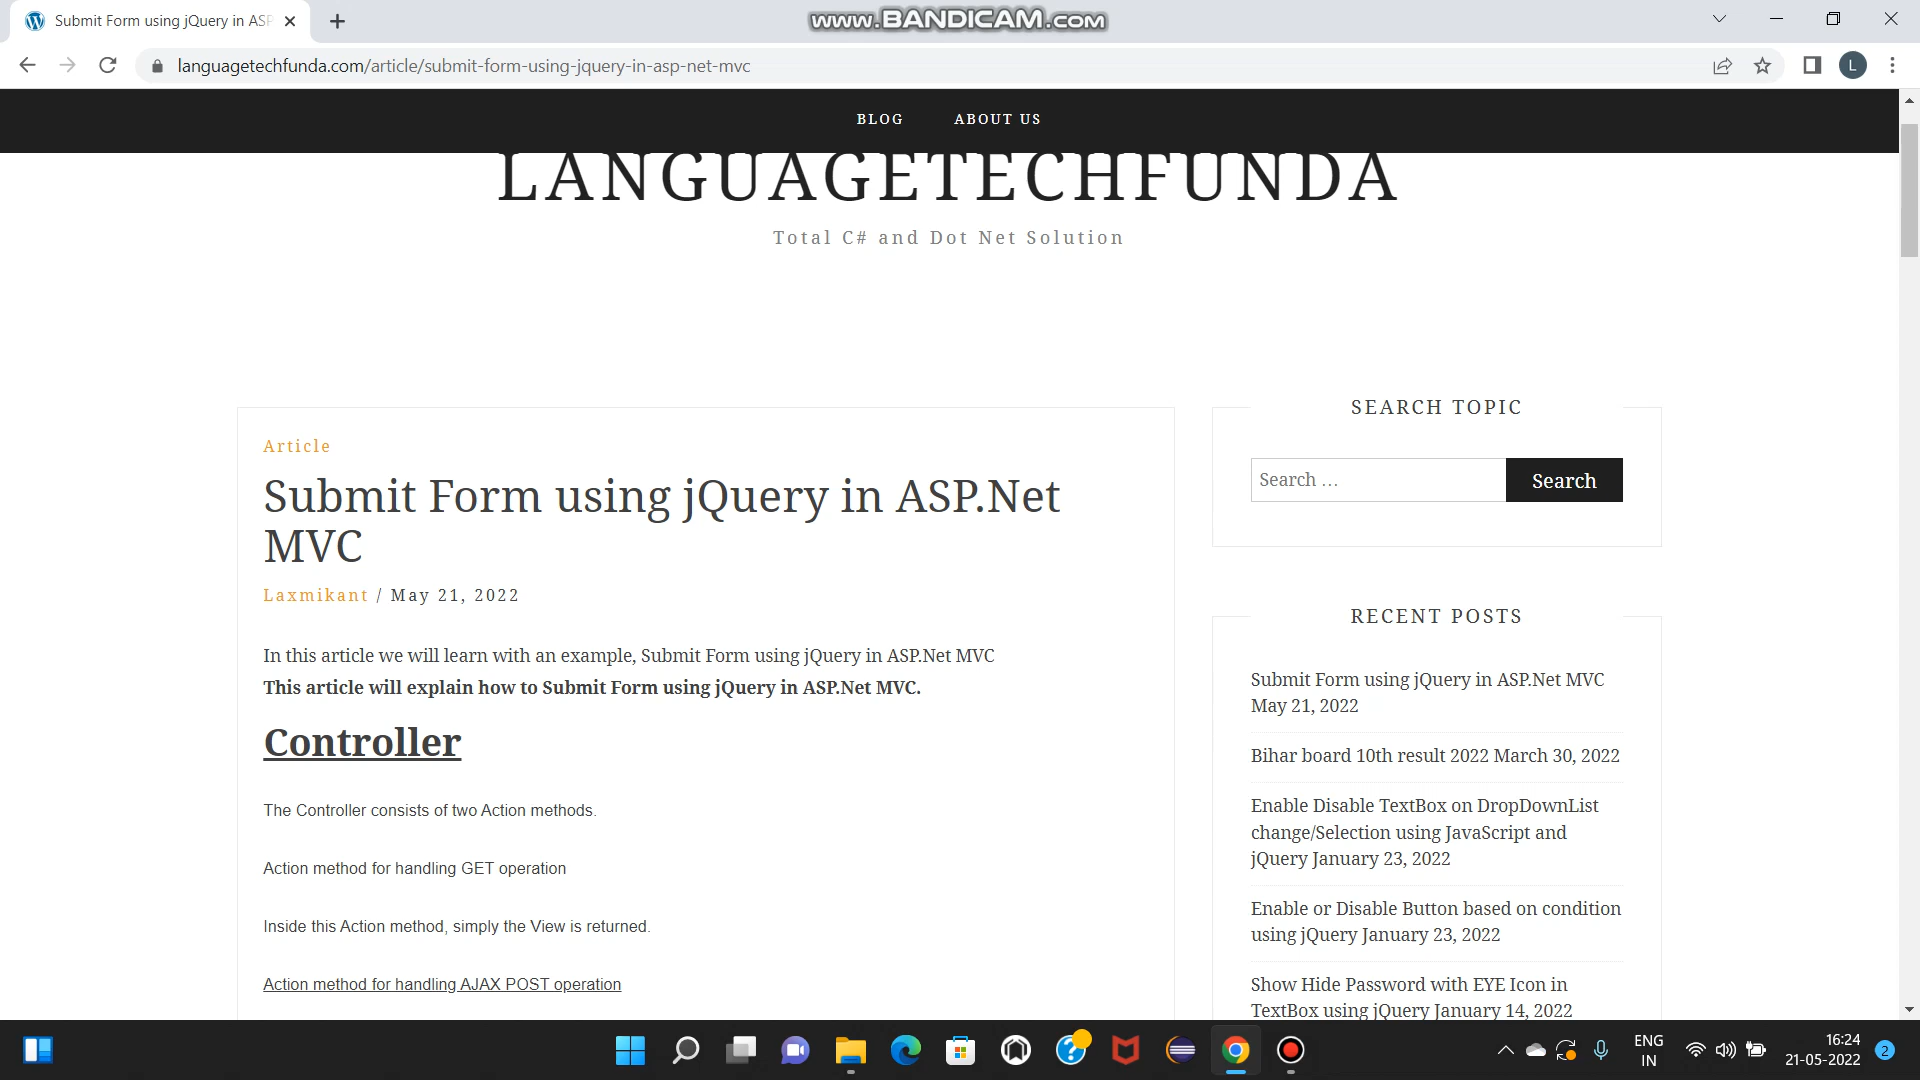 Submit Form using jQuery in ASP
www.BANDICAM.com
languagetechfunda.com/article/submit-form-using-jquery-in-asp-net-mvc
L
BLOG ABOUT US
LANGUAGETECHFUNDA
Total C# and Dot Net Solution
Article
Submit Form using jQuery in ASP.Net
MVC
Laxmikant / May 21, 2022
In this article we will learn with an example, Submit Form using jQuery in ASP.Net MVC
This article will explain how to Submit Form using jQuery in ASP.Net MVC.
Controller
The Controller consists of two Action methods.
Action method for handling GET operation
Inside this Action method, simply the View is returned.
Action method for handling AJAX POST operation
SEARCH TOPIC
Search …
Search
RECENT POSTS
Submit Form using jQuery in ASP.Net MVC
May 21, 2022
Bihar board 10th result 2022 March 30, 2022
Enable Disable TextBox on DropDownList
change/Selection using JavaScript and
jQuery January 23, 2022
Enable or Disable Button based on condition
using jQuery January 23, 2022
Show Hide Password with EYE Icon in
TextBox using jQuery January 14, 2022
ENG
IN
16:24
21-05-2022
2